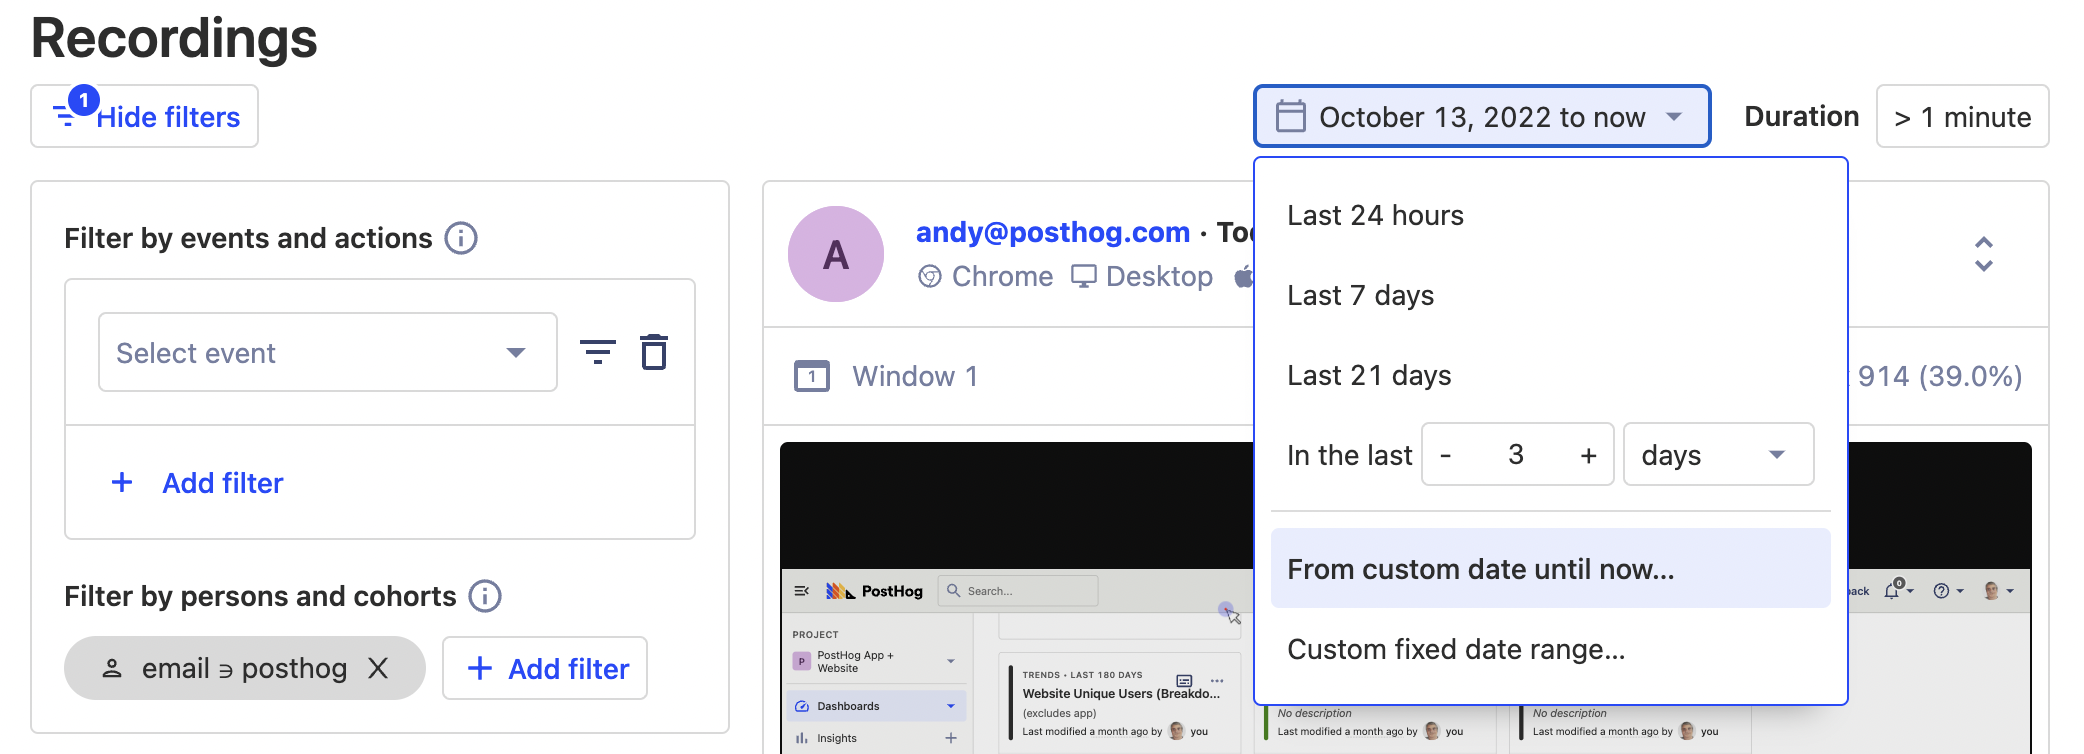 Recordings
1
Hide filters
October 13, 2022 to now
Duration
> 1 minute
Filter by events and actions
Select event
+ Add filter
Filter by persons and cohorts
email ∋ posthog X
+ Add filter
A
andy@posthog.com ·
Chrome Desktop
1 Window 1
914 (39.0%)
Last 24 hours
Last 7 days
Last 21 days
In the last - 3 + days
From custom date until now...
Custom fixed date range...
PostHog
Search...
0
PROJECT
P PostHog App +
Website
Dashboards
Insights +
TRENDS • LAST 180 DAYS
Website Unique Users (Breakdo...
(excludes app)
Last modified a month ago by you
No description
Last modified a month ago by you
No description
Last modified a month ago by you